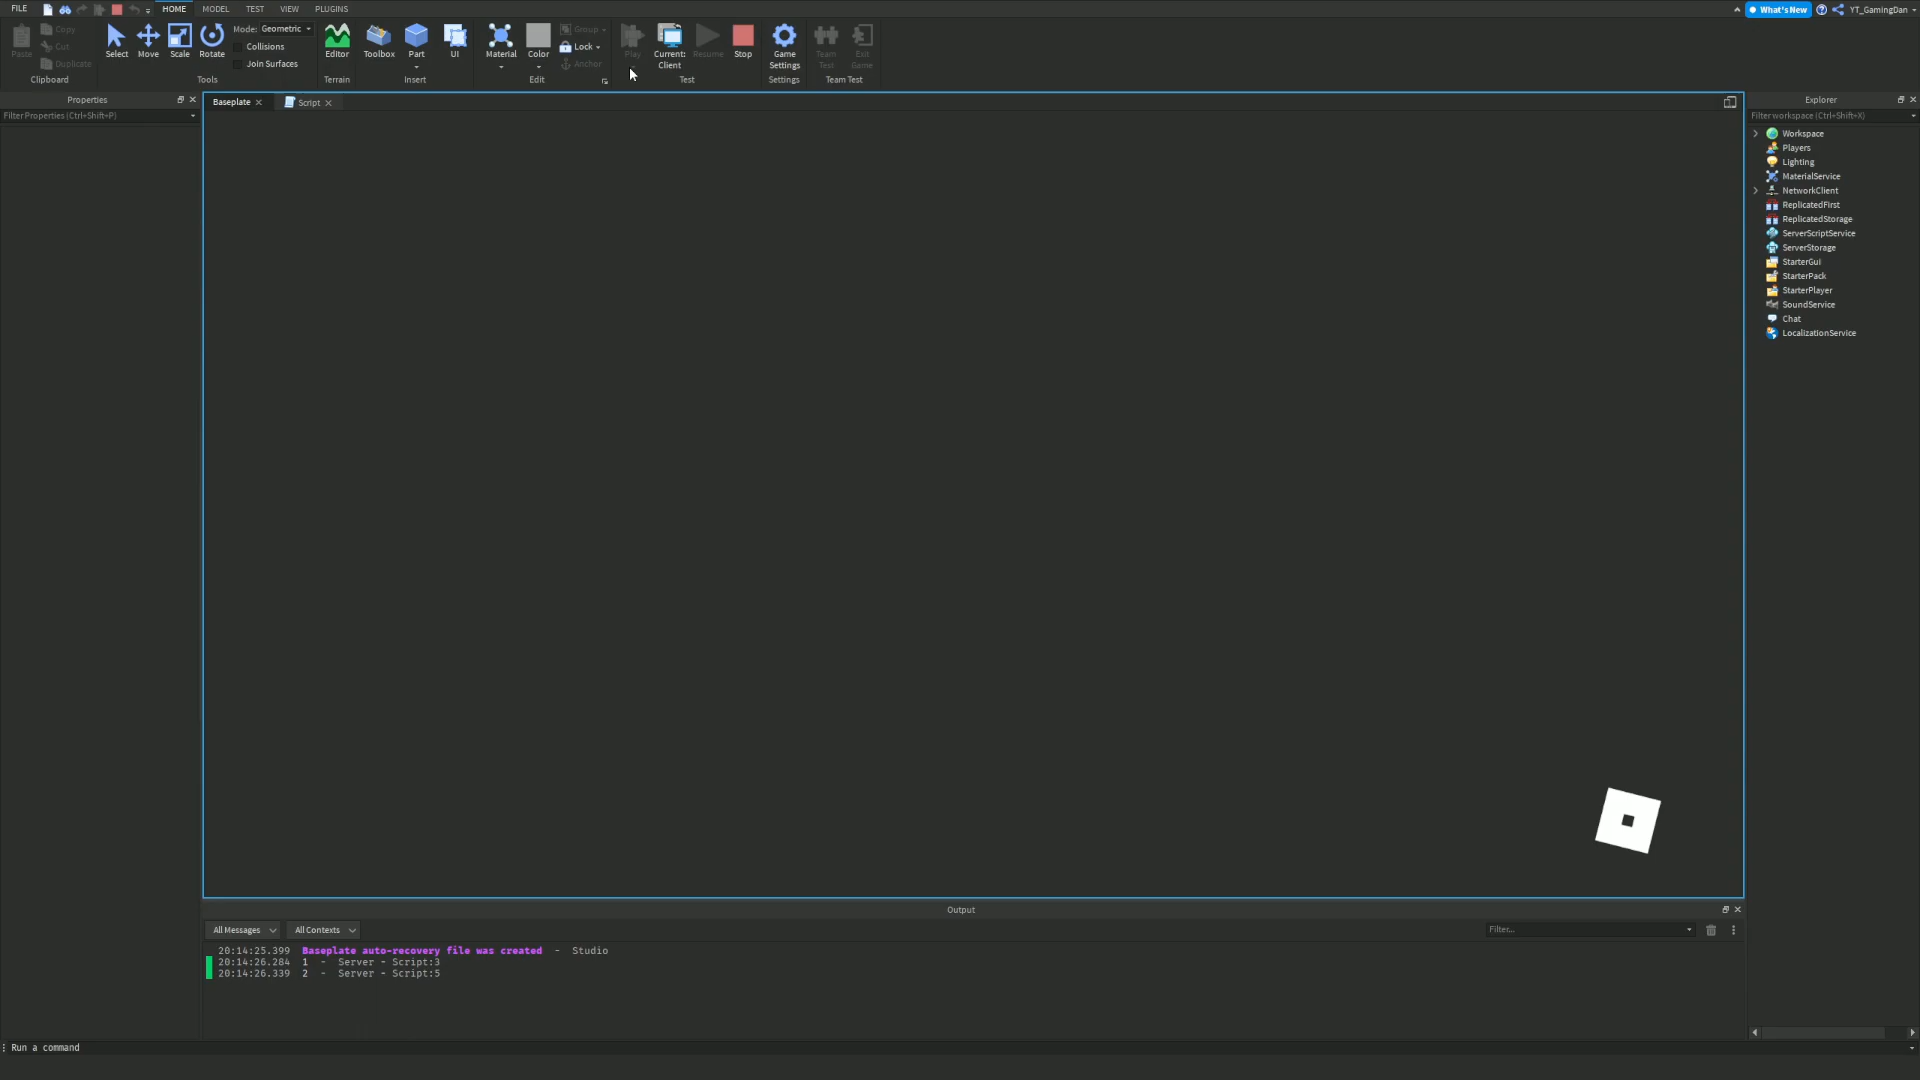 FILE HOME MODEL TEST VIEW PLUGINS What's New YT_GamingDan
Paste Copy Cut Duplicate
Clipboard
Select Move Scale Rotate
Mode: Geometric
Collisions
Join Surfaces
Tools
Editor
Terrain
Toolbox Part UI
Insert
Material Color Group Lock Anchor
Edit
Play Current: Client Resume Stop
Test
Game Settings
Settings
Team Test Exit Game
Team Test
Properties
Filter Properties (Ctrl+Shift+P)
Baseplate Script
Explorer
Filter workspace (Ctrl+Shift+X)
Workspace
Players
Lighting
MaterialService
NetworkClient
ReplicatedFirst
ReplicatedStorage
ServerScriptService
ServerStorage
StarterGui
StarterPack
StarterPlayer
SoundService
Chat
LocalizationService
Output
All Messages All Contexts Filter...
20:14:25.399 Baseplate auto-recovery file was created - Studio
20:14:26.284 1 - Server - Script:3
20:14:26.339 2 - Server - Script:5
Run a command